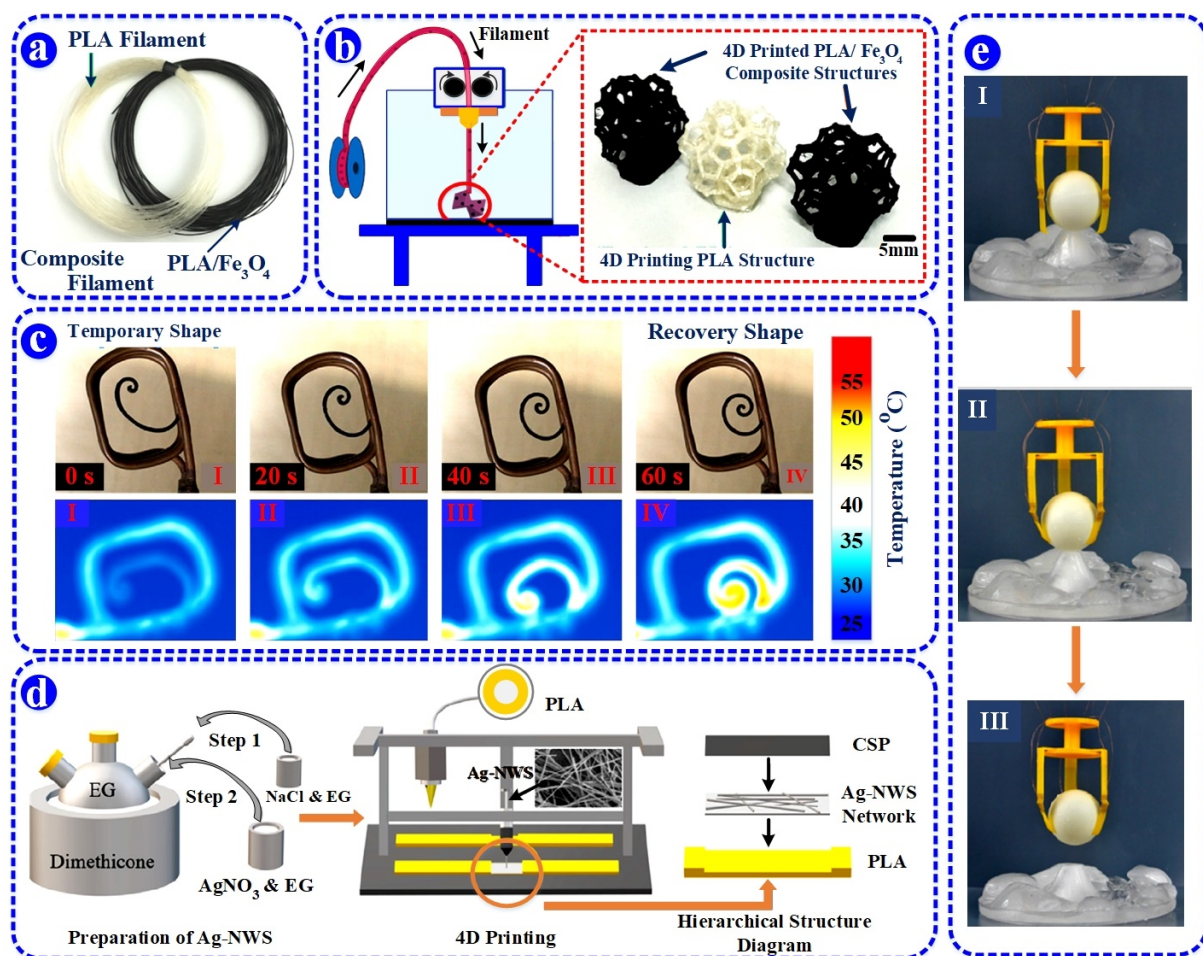 a
PLA Filament
Composite
Filament
PLA/Fe₃O₄
b
Filament
4D Printed PLA/ Fe₃O₄
Composite Structures
4D Printing PLA Structure
5mm
c
Temporary Shape
Recovery Shape
0 s
I
20 s
II
40 s
III
60 s
IV
I
II
III
IV
55
50
45
40
35
30
25
Temperature (°C)
d
EG
Dimethicone
Step 1
Step 2
NaCl & EG
AgNO₃ & EG
Preparation of Ag-NWS
PLA
Ag-NWS
4D Printing
CSP
Ag-NWS
Network
PLA
Hierarchical Structure
Diagram
e
I
II
III